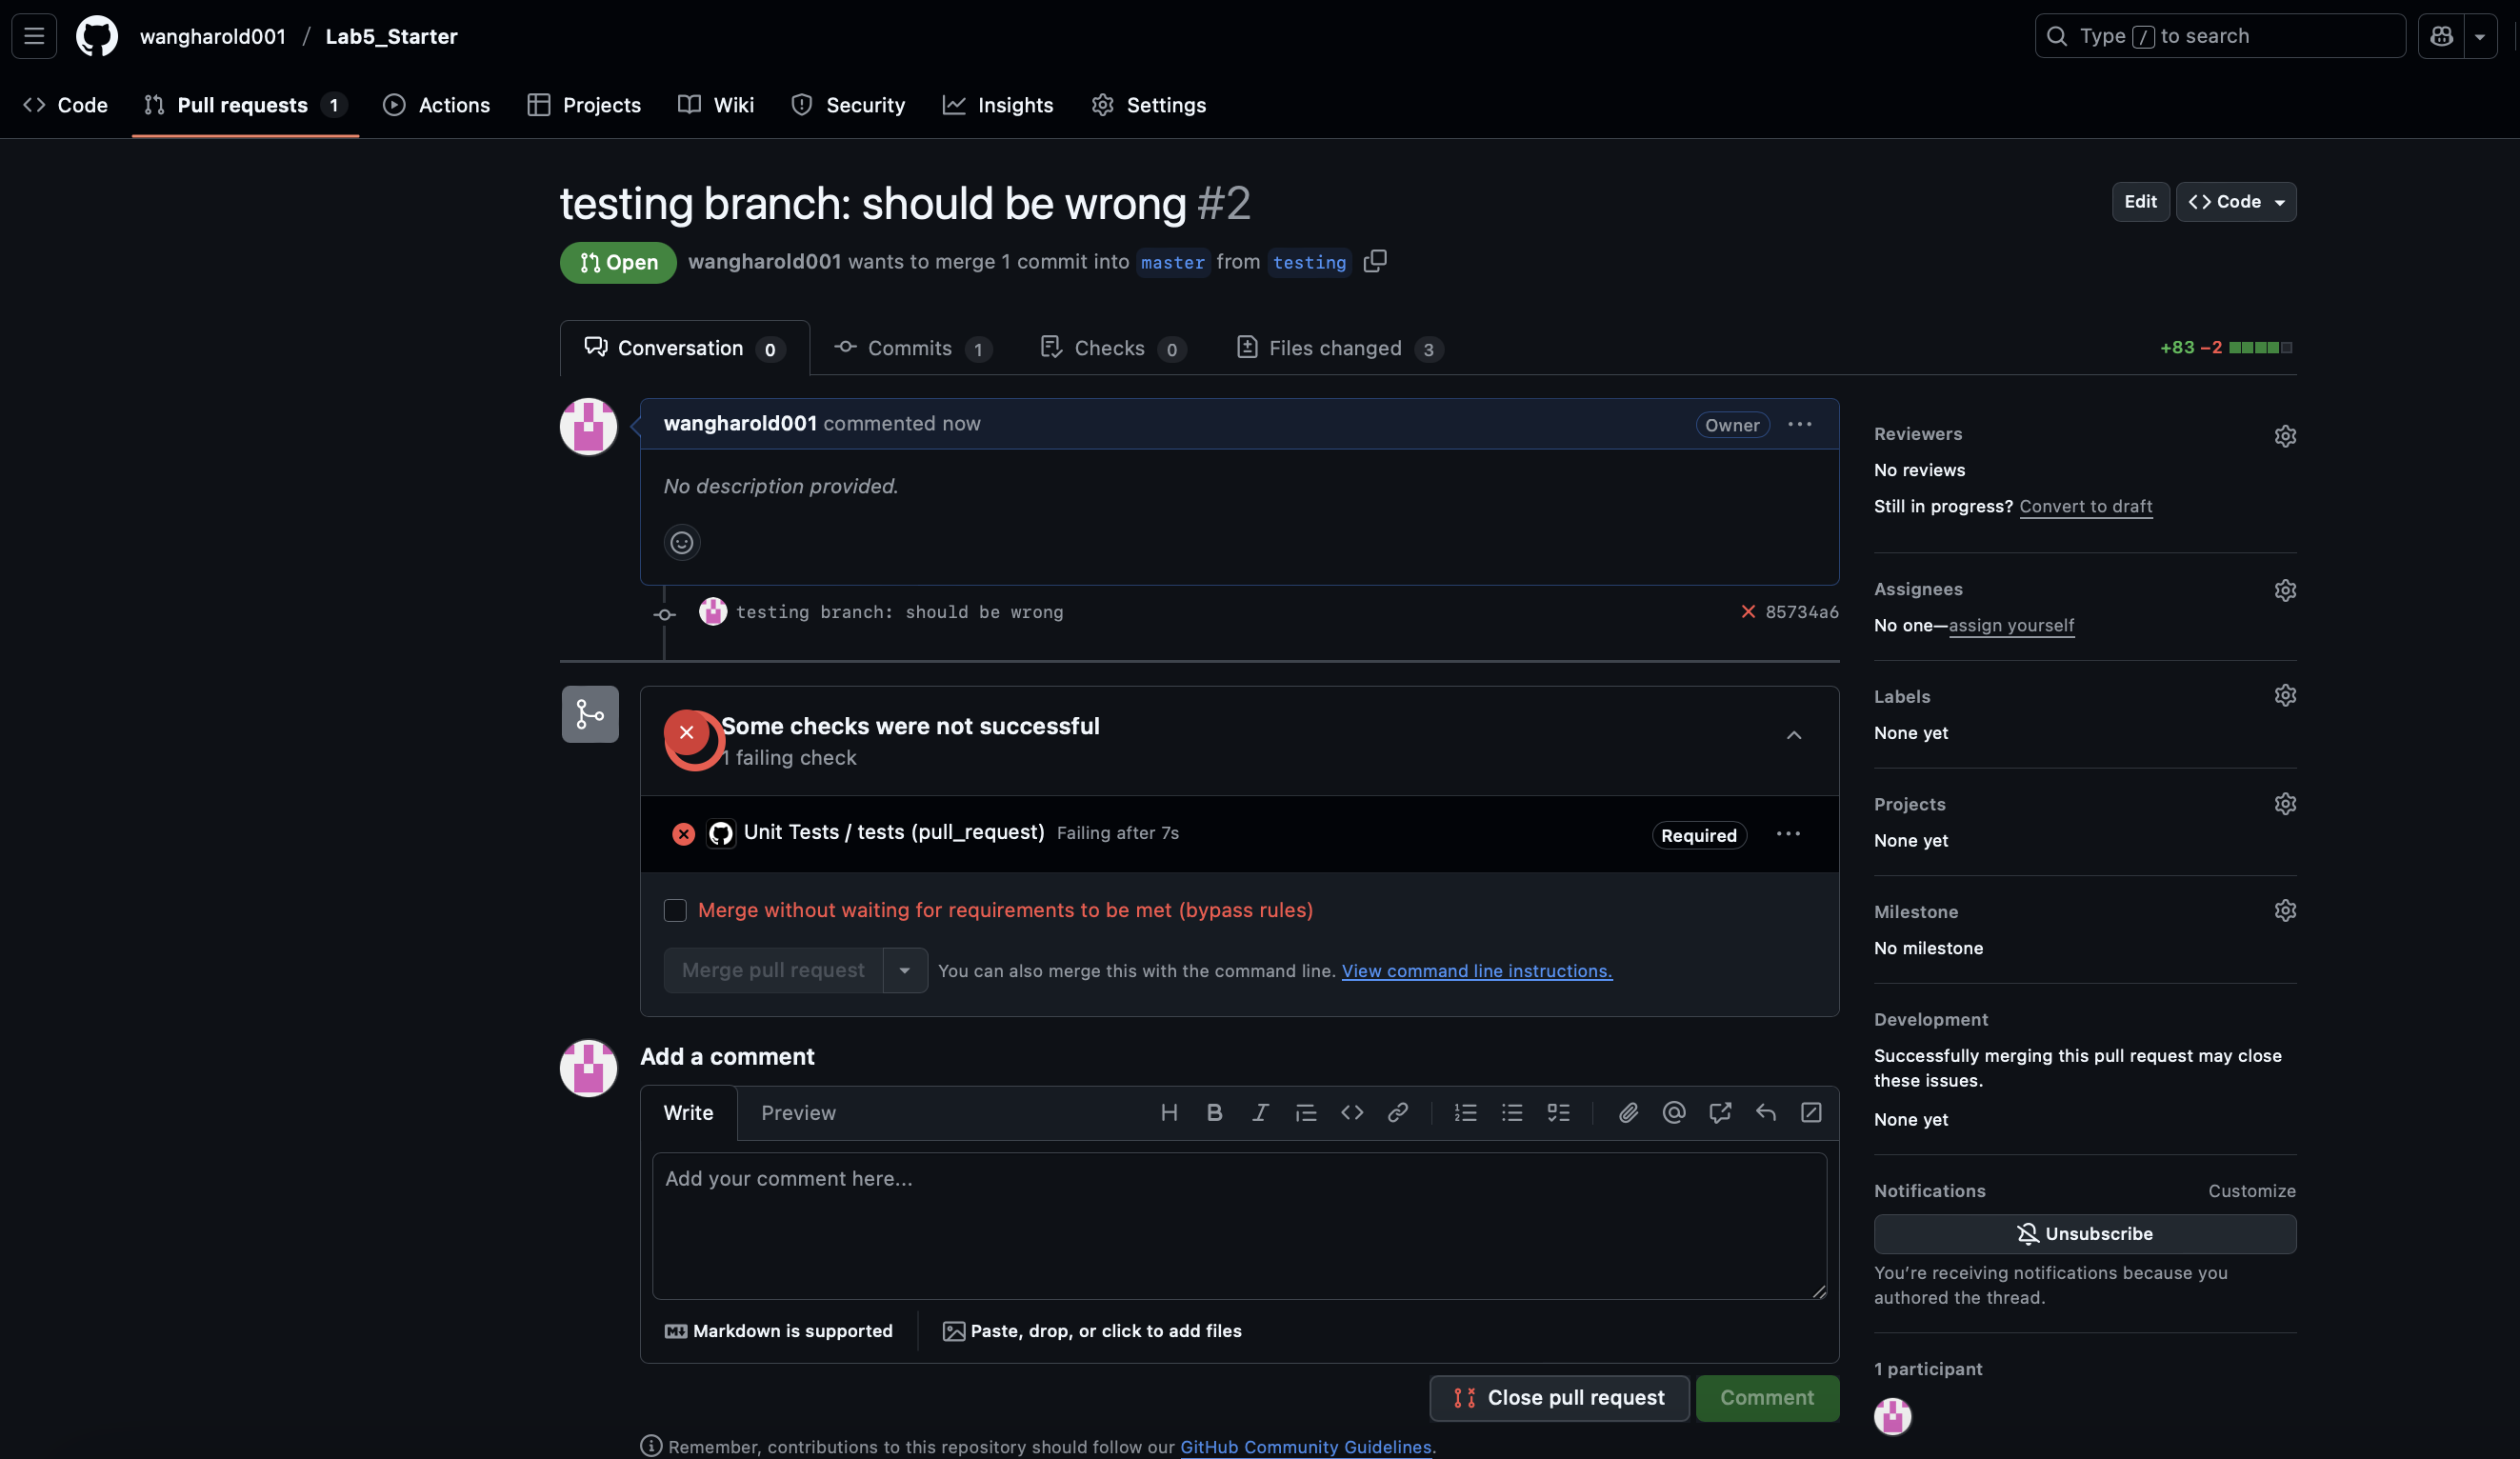 wangharold001 / Lab5_Starter
Type / to search
Code
Pull requests 1
Actions
Projects
Wiki
Security
Insights
Settings
testing branch: should be wrong #2
Edit
Code
Open
wangharold001 wants to merge 1 commit into master from testing
Conversation 0
Commits 1
Checks 0
Files changed 3
+83 −2
wangharold001 commented now
Owner
No description provided.
testing branch: should be wrong
85734a6
Some checks were not successful
1 failing check
Unit Tests / tests (pull_request) Failing after 7s
Required
Merge without waiting for requirements to be met (bypass rules)
Merge pull request
You can also merge this with the command line. View command line instructions.
Add a comment
Write
Preview
Add your comment here...
Markdown is supported
Paste, drop, or click to add files
Close pull request
Comment
Remember, contributions to this repository should follow our GitHub Community Guidelines.
Reviewers
No reviews
Still in progress? Convert to draft
Assignees
No one—assign yourself
Labels
None yet
Projects
None yet
Milestone
No milestone
Development
Successfully merging this pull request may close
these issues.
None yet
Notifications
Customize
Unsubscribe
You’re receiving notifications because you
authored the thread.
1 participant